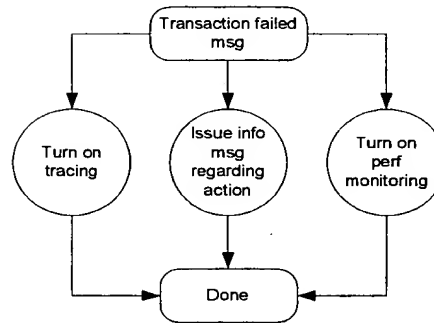 Transaction failed
msg
Turn on
tracing
Issue info
msg
regarding
action
Turn on
perf
monitoring
Done